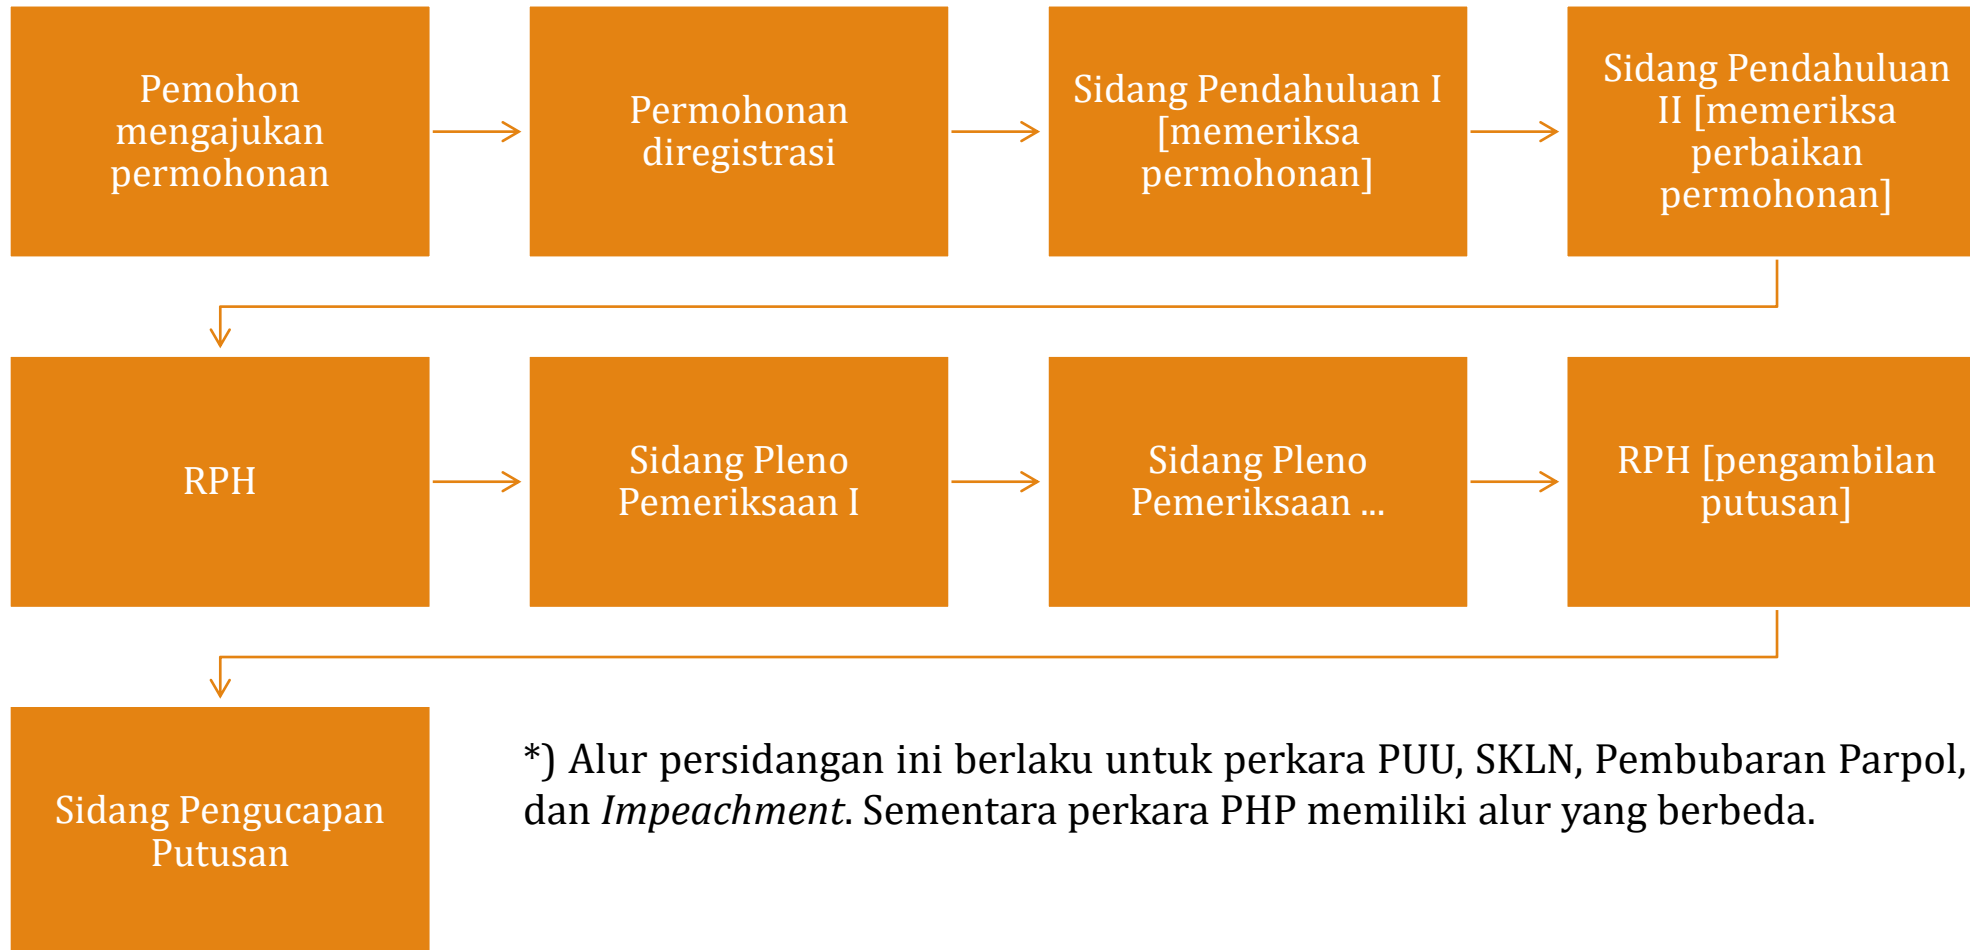 Pemohon
mengajukan
permohonan
Permohonan
diregistrasi
Sidang Pendahuluan I
[memeriksa
permohonan]
Sidang Pendahuluan
II [memeriksa
perbaikan
permohonan]
RPH
Sidang Pleno
Pemeriksaan I
Sidang Pleno
Pemeriksaan ...
RPH [pengambilan
putusan]
Sidang Pengucapan
Putusan
*) Alur persidangan ini berlaku untuk perkara PUU, SKLN, Pembubaran Parpol,
dan Impeachment. Sementara perkara PHP memiliki alur yang berbeda.